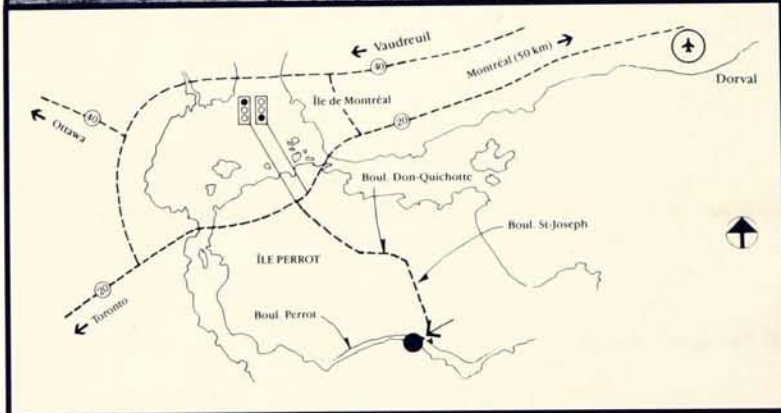 Vaudreuil
40
Montréal (50 km)
Dorval
Île de Montréal
20
40
Ottawa
Boul. Don-Quichotte
Boul. St-Joseph
ÎLE PERROT
20
Toronto
Boul. Perrot